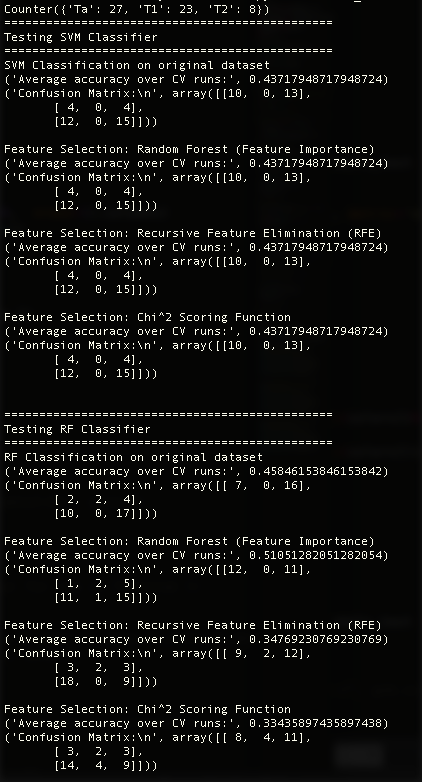 Counter({'Ta': 27, 'T1': 23, 'T2': 8})
===============================================
Testing SVM Classifier
===============================================
SVM Classification on original dataset
('Average accuracy over CV runs:', 0.43717948717948724)
('Confusion Matrix:\n', array([[10,  0, 13],
       [ 4,  0,  4],
       [12,  0, 15]]))
Feature Selection: Random Forest (Feature Importance)
('Average accuracy over CV runs:', 0.43717948717948724)
('Confusion Matrix:\n', array([[10,  0, 13],
       [ 4,  0,  4],
       [12,  0, 15]]))
Feature Selection: Recursive Feature Elimination (RFE)
('Average accuracy over CV runs:', 0.43717948717948724)
('Confusion Matrix:\n', array([[10,  0, 13],
       [ 4,  0,  4],
       [12,  0, 15]]))
Feature Selection: Chi^2 Scoring Function
('Average accuracy over CV runs:', 0.43717948717948724)
('Confusion Matrix:\n', array([[10,  0, 13],
       [ 4,  0,  4],
       [12,  0, 15]]))
===============================================
Testing RF Classifier
===============================================
RF Classification on original dataset
('Average accuracy over CV runs:', 0.45846153846153842)
('Confusion Matrix:\n', array([[ 7,  0, 16],
       [ 2,  2,  4],
       [10,  0, 17]]))
Feature Selection: Random Forest (Feature Importance)
('Average accuracy over CV runs:', 0.51051282051282054)
('Confusion Matrix:\n', array([[12,  0, 11],
       [ 1,  2,  5],
       [11,  1, 15]]))
Feature Selection: Recursive Feature Elimination (RFE)
('Average accuracy over CV runs:', 0.34769230769230769)
('Confusion Matrix:\n', array([[ 9,  2, 12],
       [ 3,  2,  3],
       [18,  0,  9]]))
Feature Selection: Chi^2 Scoring Function
('Average accuracy over CV runs:', 0.33435897435897438)
('Confusion Matrix:\n', array([[ 8,  4, 11],
       [ 3,  2,  3],
       [14,  4,  9]]))